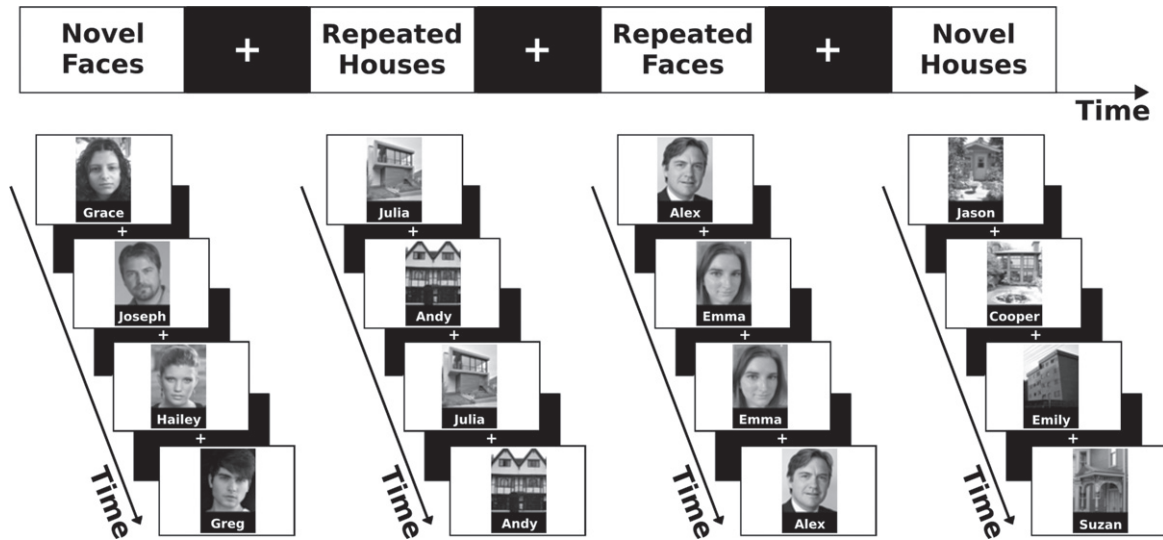 Novel
Faces
+
Repeated
Houses
+
Repeated
Faces
+
Novel
Houses
Time
Grace
+
Joseph
+
Hailey
+
Greg
Time
Julia
+
Andy
+
Julia
+
Andy
Time
Alex
+
Emma
+
Emma
+
Alex
Time
Jason
+
Cooper
+
Emily
+
Suzan
Time